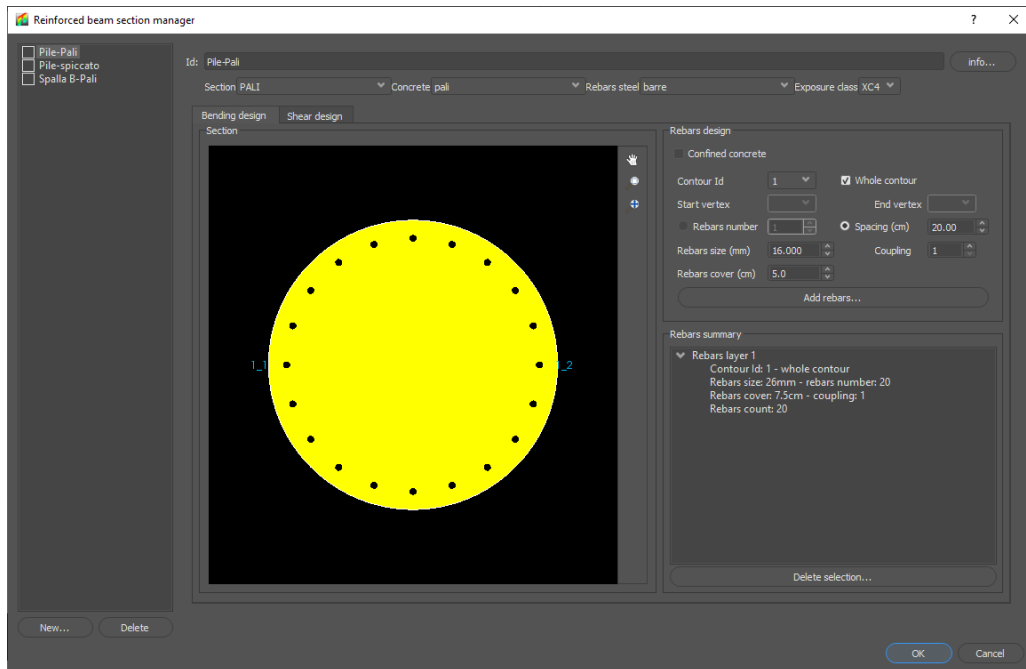 Reinforced beam section manager
Pile-Pali
Pile-spiccato
Spalla B-Pali
Id: Pile-Pali info...
Section PALI Concrete pali Rebars steel barre Exposure class XC4
Bending design Shear design
Section
1_1
1_2
Rebars design
Confined concrete
Contour Id 1 Whole contour
Start vertex End vertex
Rebars number 1 Spacing (cm) 20.00
Rebars size (mm) 16.000 Coupling 1
Rebars cover (cm) 5.0
Add rebars...
Rebars summary
Rebars layer 1
Contour Id: 1 - whole contour
Rebars size: 26mm - rebars number: 20
Rebars cover: 7.5cm - coupling: 1
Rebars count: 20
Delete selection...
New... Delete
OK Cancel